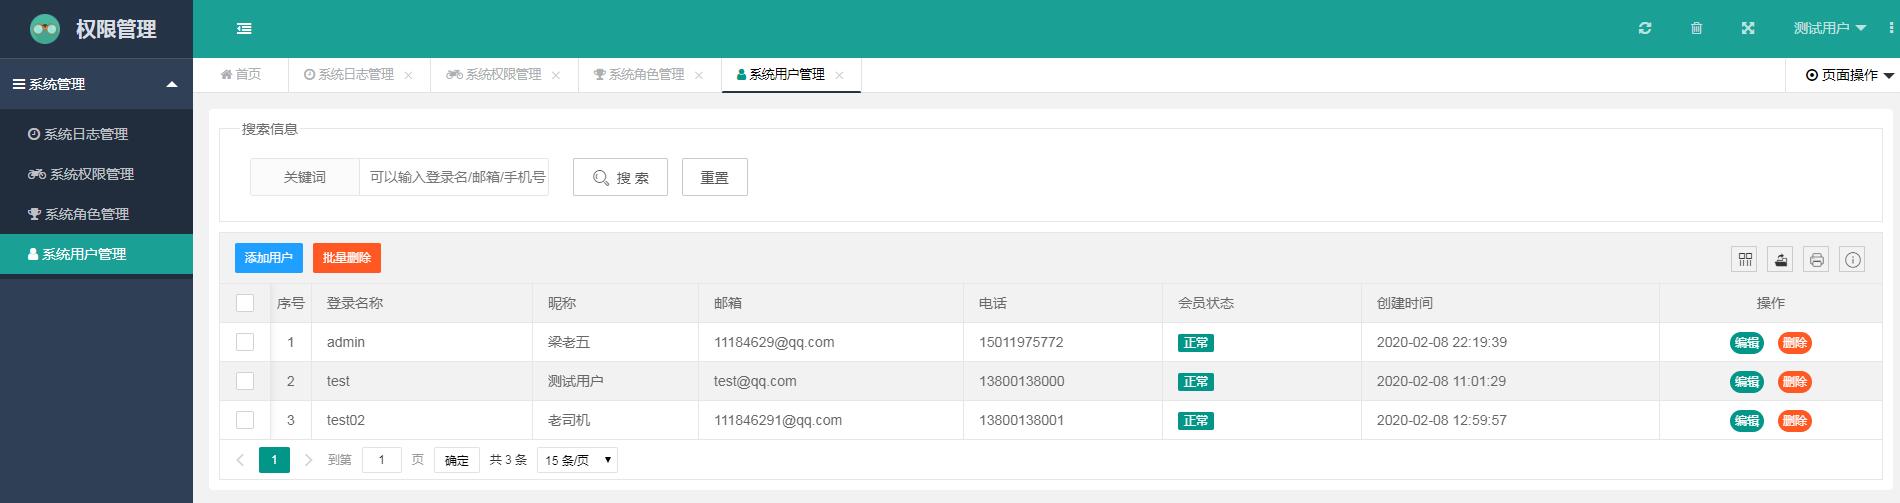 权限管理
测试用户
系统管理
系统日志管理
系统权限管理
系统角色管理
系统用户管理
首页 系统日志管理 系统权限管理 系统角色管理 系统用户管理 页面操作
搜索信息
关键词 可以输入登录名/邮箱/手机号 搜 索 重置
添加用户 批量删除
序号 登录名称 昵称 邮箱 电话 会员状态 创建时间 操作
1 admin 梁老五 11184629@qq.com 15011975772 正常 2020-02-08 22:19:39 编辑 删除
2 test 测试用户 test@qq.com 13800138000 正常 2020-02-08 11:01:29 编辑 删除
3 test02 老司机 111846291@qq.com 13800138001 正常 2020-02-08 12:59:57 编辑 删除
1 到第 1 页 确定 共 3 条 15 条/页